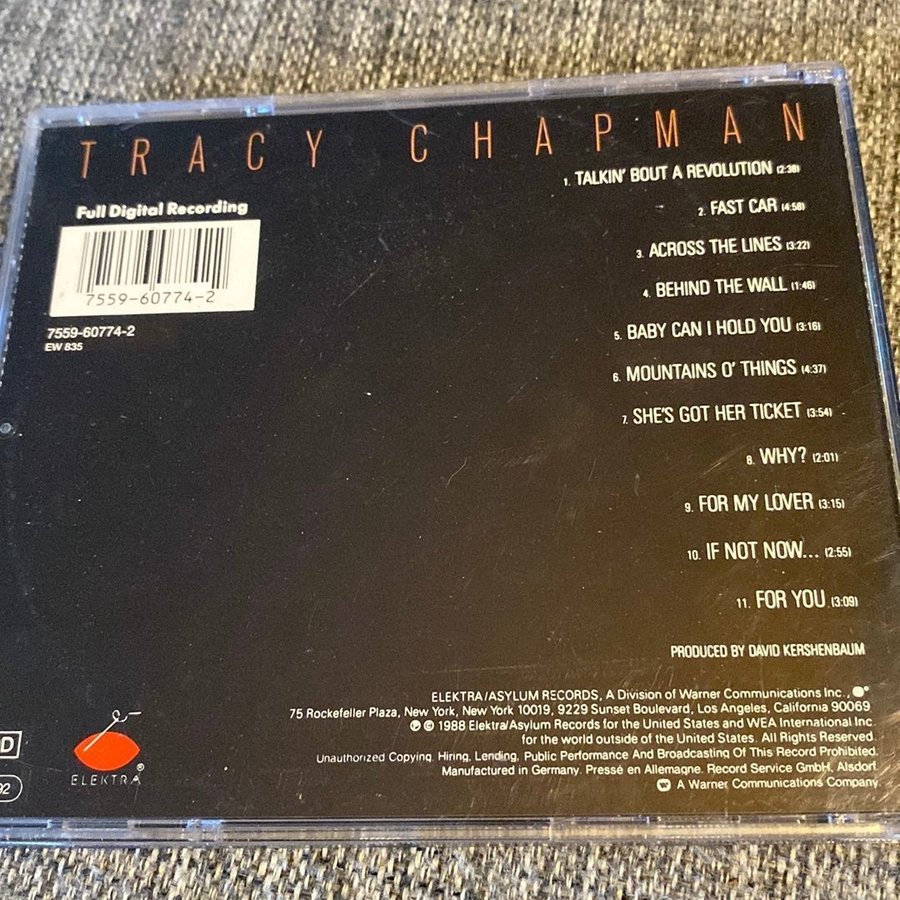 TRACY CHAPMAN
1. TALKIN' BOUT A REVOLUTION (2:38)
2. FAST CAR (4:58)
3. ACROSS THE LINES (3:22)
4. BEHIND THE WALL (1:46)
5. BABY CAN I HOLD YOU (3:16)
6. MOUNTAINS O' THINGS (4:37)
7. SHE'S GOT HER TICKET (3:54)
8. WHY? (2:01)
9. FOR MY LOVER (3:15)
10. IF NOT NOW... (2:55)
11. FOR YOU (3:09)
Full Digital Recording
7559-60774-2
7559-60774-2
EW 835
PRODUCED BY DAVID KERSHENBAUM
ELEKTRA/ASYLUM RECORDS, A Division of Warner Communications Inc.,
75 Rockefeller Plaza, New York, New York 10019, 9229 Sunset Boulevard, Los Angeles, California 90069
℗ © 1988 Elektra/Asylum Records for the United States and WEA International Inc.
for the world outside of the United States. All Rights Reserved.
Unauthorized Copying, Hiring, Lending, Public Performance And Broadcasting Of This Record Prohibited.
Manufactured in Germany. Pressé en Allemagne. Record Service GmbH, Alsdorf.
A Warner Communications Company
ELEKTRA®
D
92